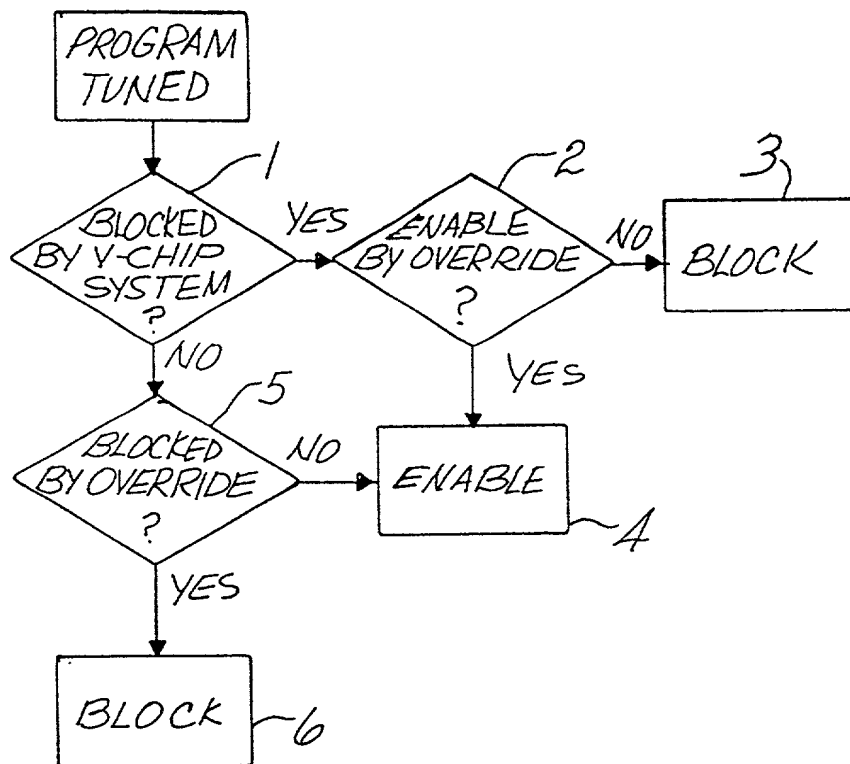 PROGRAM
TUNED
1
BLOCKED
BY V-CHIP
SYSTEM
?
YES
2
ENABLE
BY OVERRIDE
?
NO
3
BLOCK
NO
YES
5
BLOCKED
BY OVERRIDE
?
NO
ENABLE
4
YES
BLOCK
6